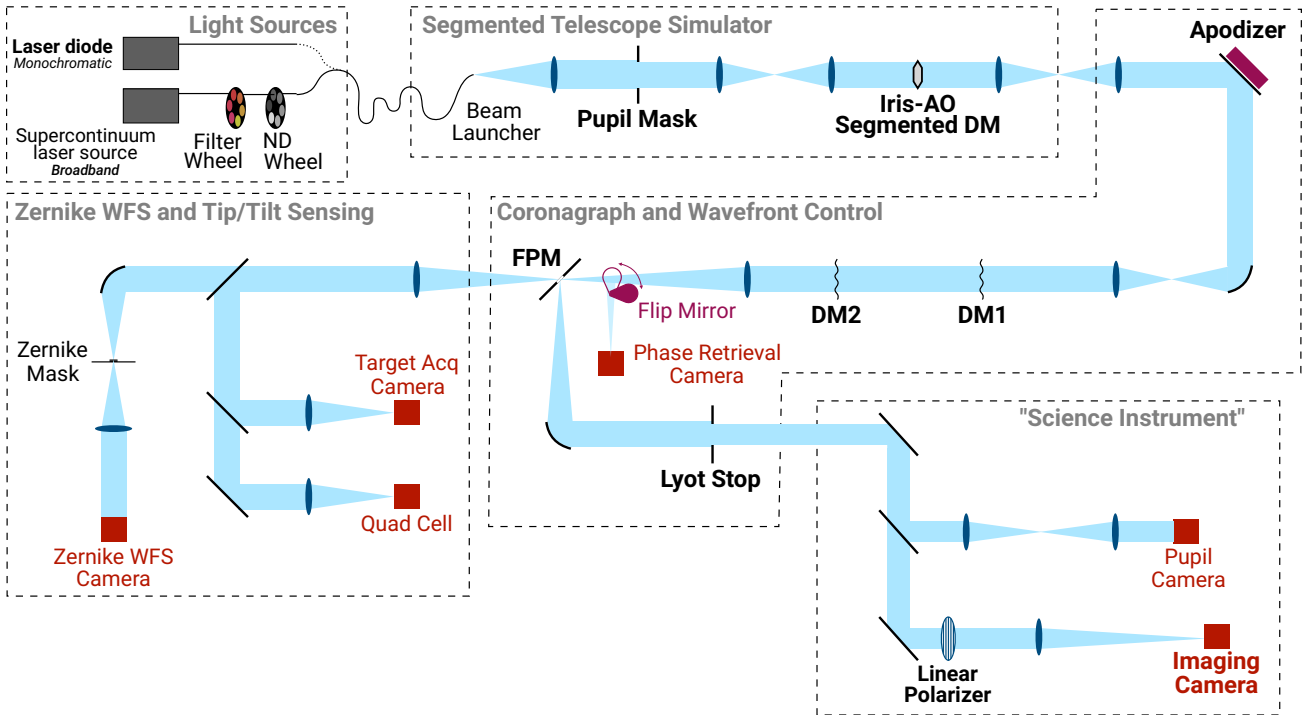 Light Sources
Laser diode
Monochromatic
Supercontinuum
laser source
Broadband
Filter
Wheel
ND
Wheel
Segmented Telescope Simulator
Beam
Launcher
Pupil Mask
Iris-AO
Segmented DM
Apodizer
Zernike WFS and Tip/Tilt Sensing
Zernike
Mask
Target Acq
Camera
Quad Cell
Zernike WFS
Camera
Coronagraph and Wavefront Control
FPM
Flip Mirror
Phase Retrieval
Camera
DM2
DM1
Lyot Stop
"Science Instrument"
Pupil
Camera
Linear
Polarizer
Imaging
Camera